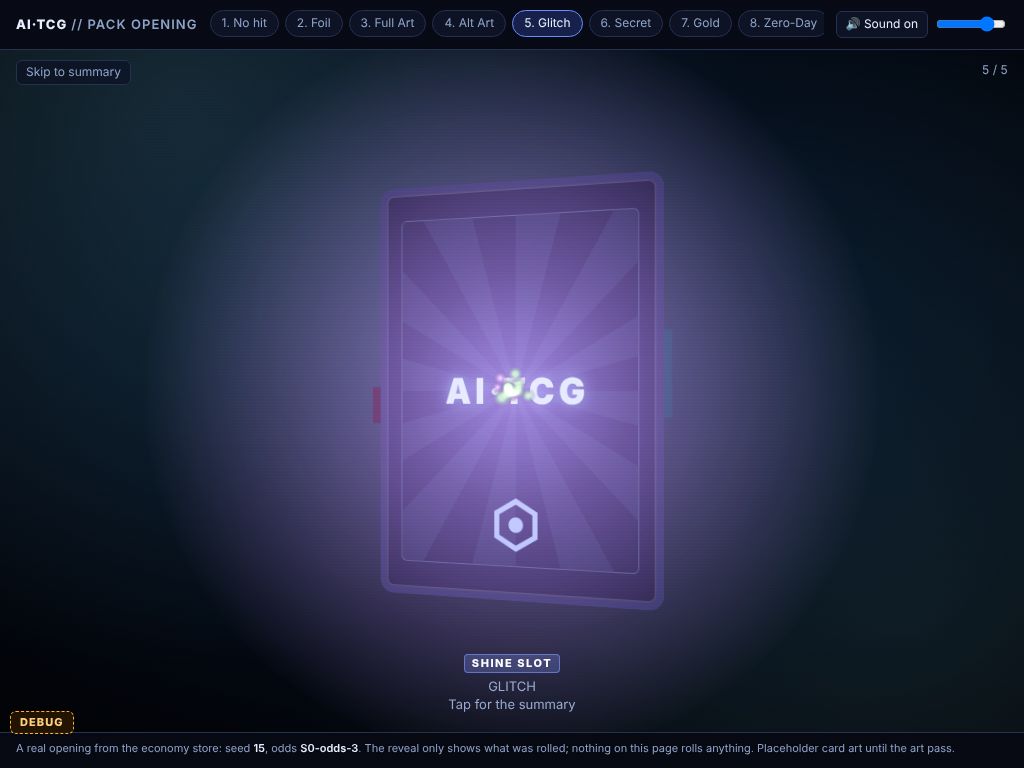 AI·TCG // PACK OPENING
1. No hit
2. Foil
3. Full Art
4. Alt Art
5. Glitch
6. Secret
7. Gold
8. Zero-Day
🔊 Sound on
Skip to summary
5 / 5
AI·TCG
SHINE SLOT
GLITCH
Tap for the summary
DEBUG
A real opening from the economy store: seed 15, odds S0-odds-3. The reveal only shows what was rolled; nothing on this page rolls anything. Placeholder card art until the art pass.